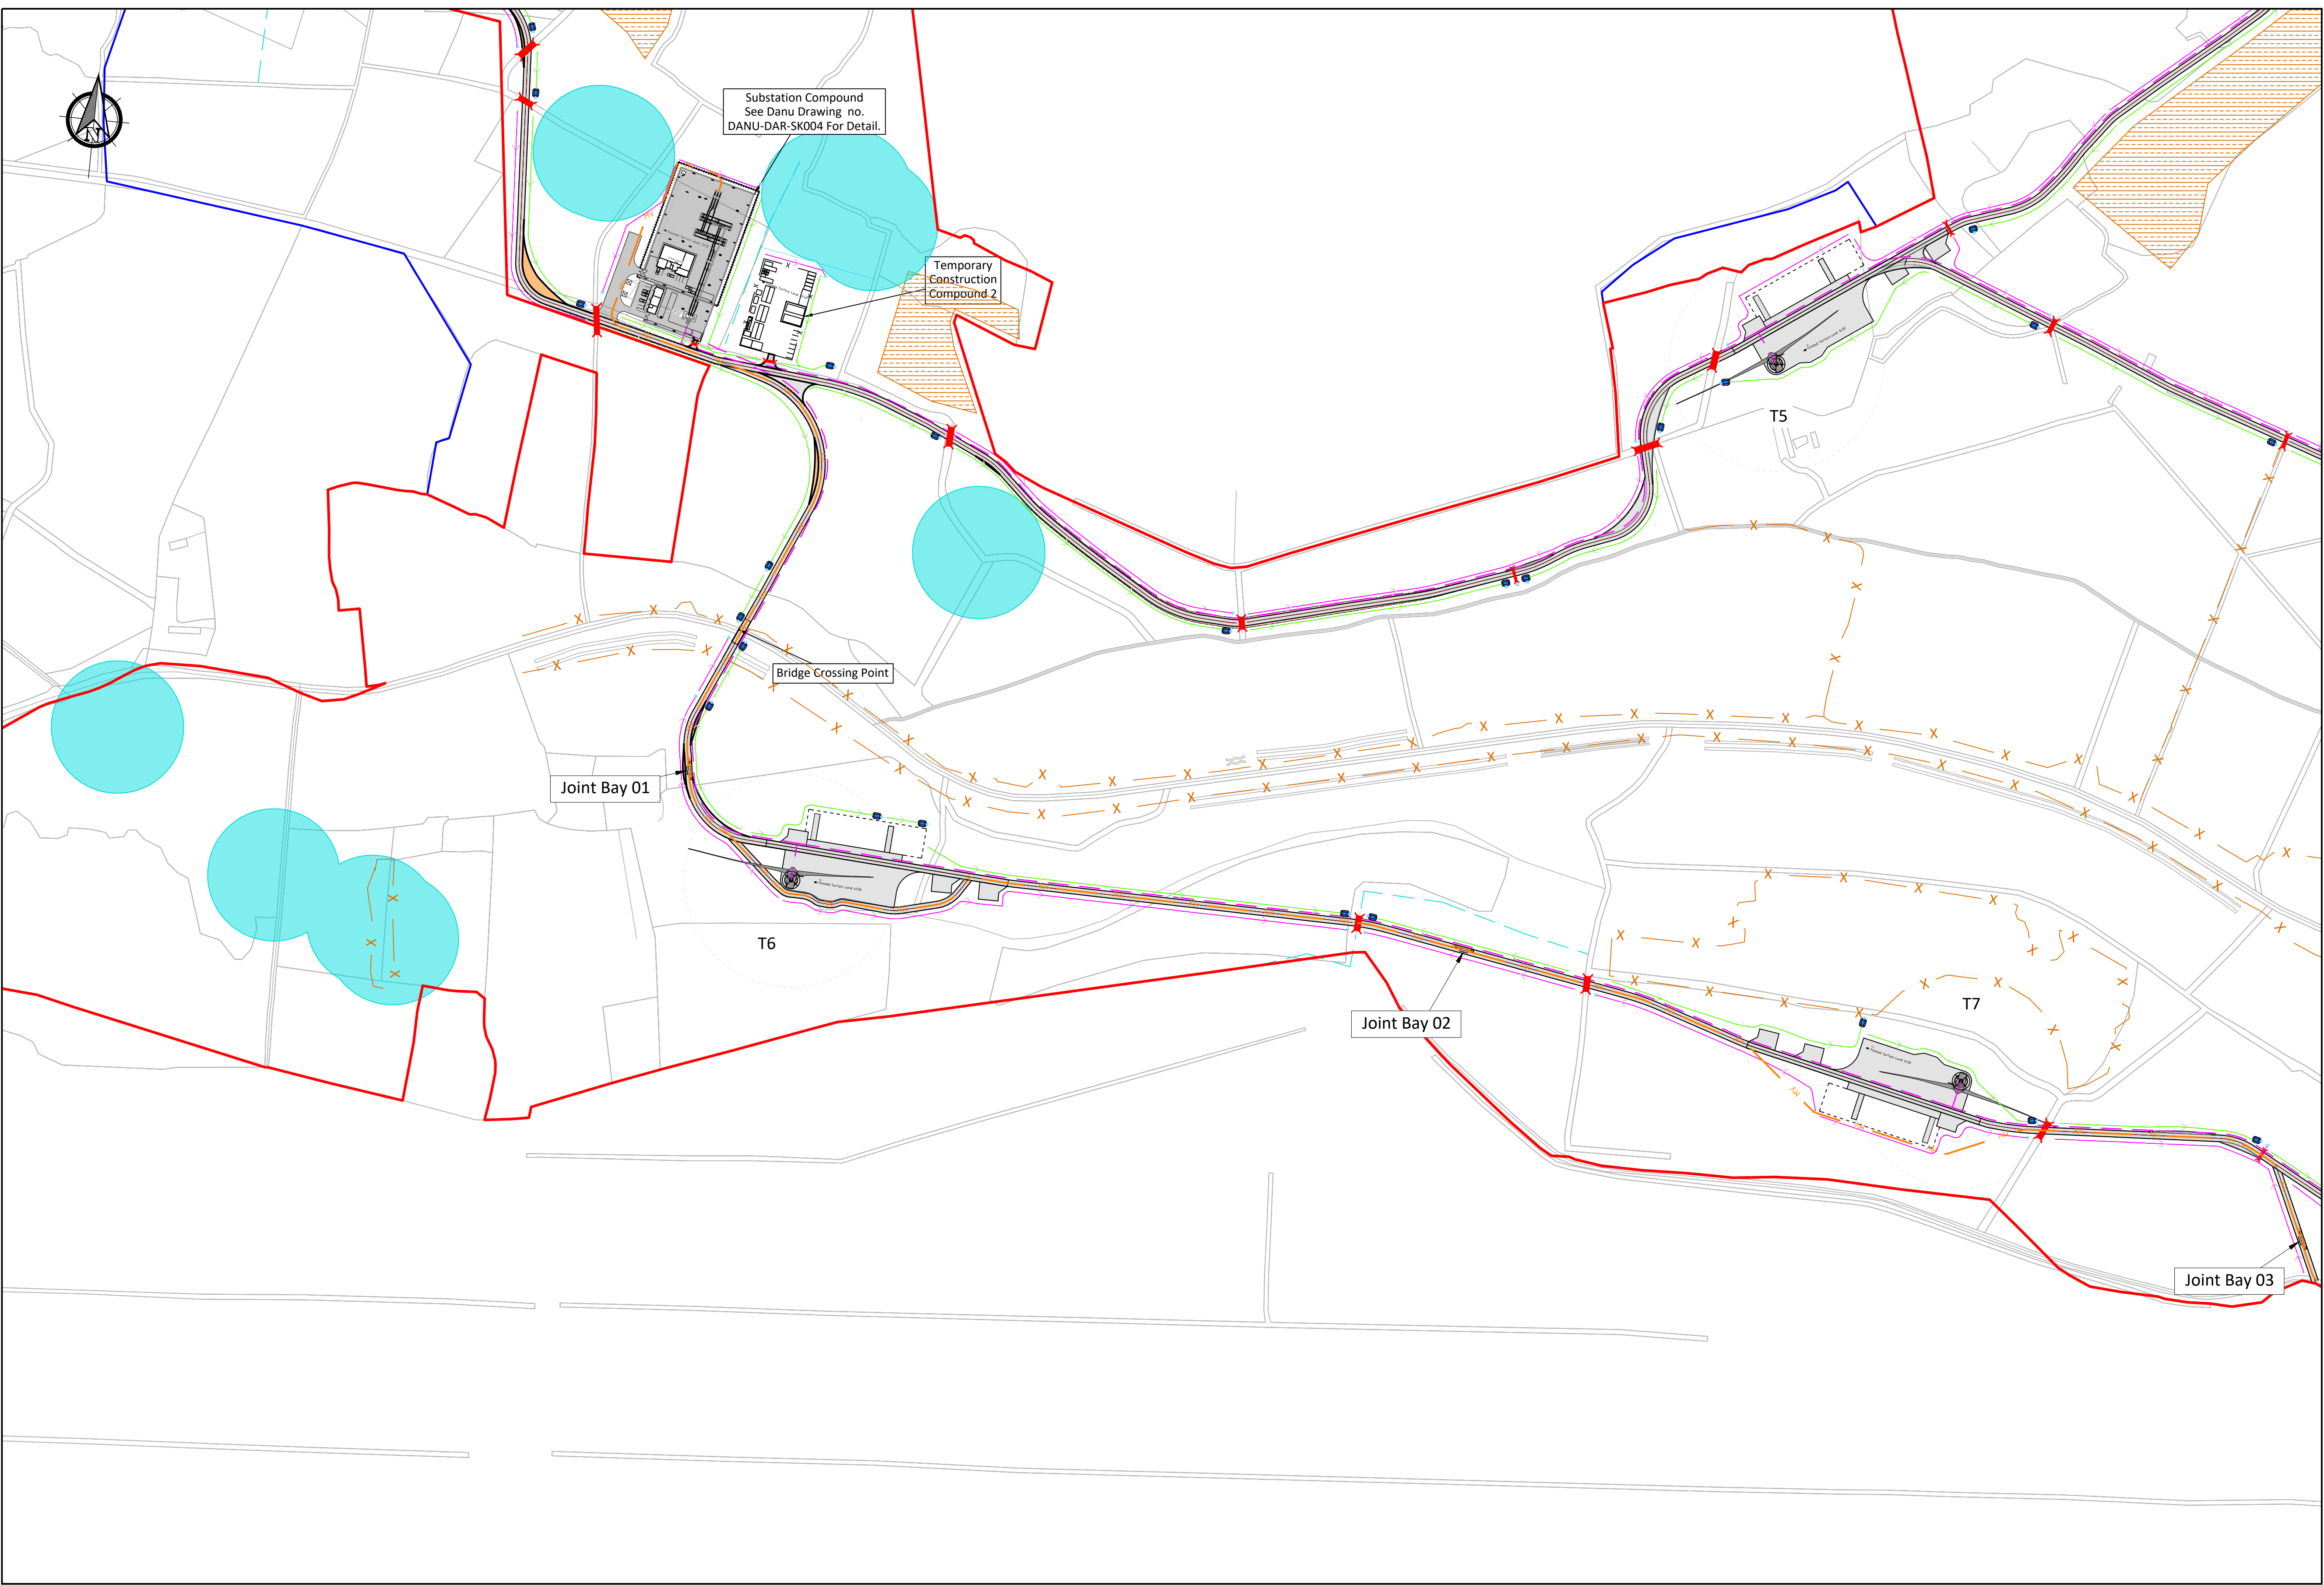 N
Substation Compound
See Danu Drawing no.
DANU-DAR-SK004 For Detail.
Temporary
Construction
Compound 2
T5
Bridge Crossing Point
Joint Bay 01
T6
Joint Bay 02
T7
Joint Bay 03